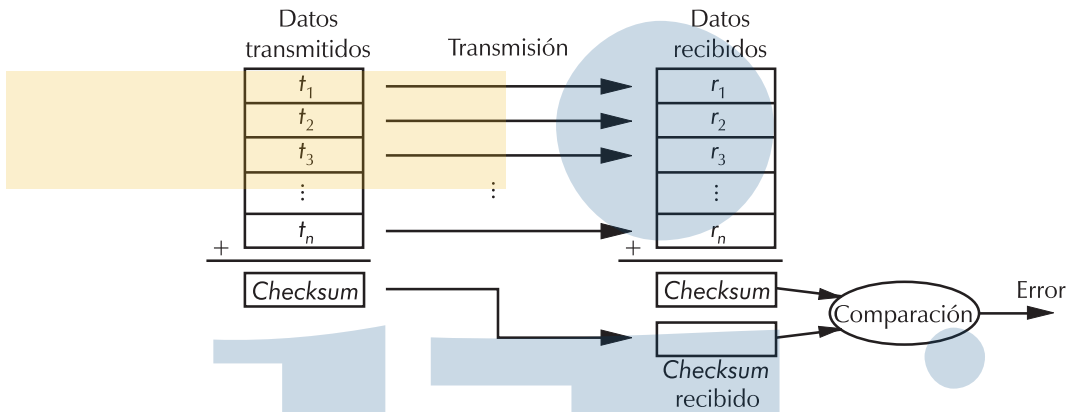 Datos
transmitidos
Transmisión
Datos
recibidos
t1
r1
t2
r2
t3
r3
⋮
⋮
⋮
tn
rn
+
+
Checksum
Checksum
Comparación
Error
Checksum
recibido